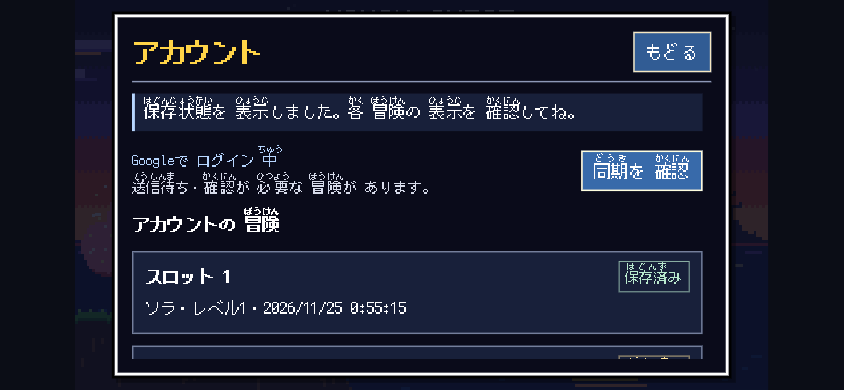 アカウント
もどる
保存状態を 表示しました。各 冒険の 表示を 確認してね。
Googleで ログイン 中
送信待ち・確認が 必要な 冒険が あります。
同期を 確認
アカウントの 冒険
スロット 1
保存済み
ソラ・レベル1・2026/11/25 0:55:15